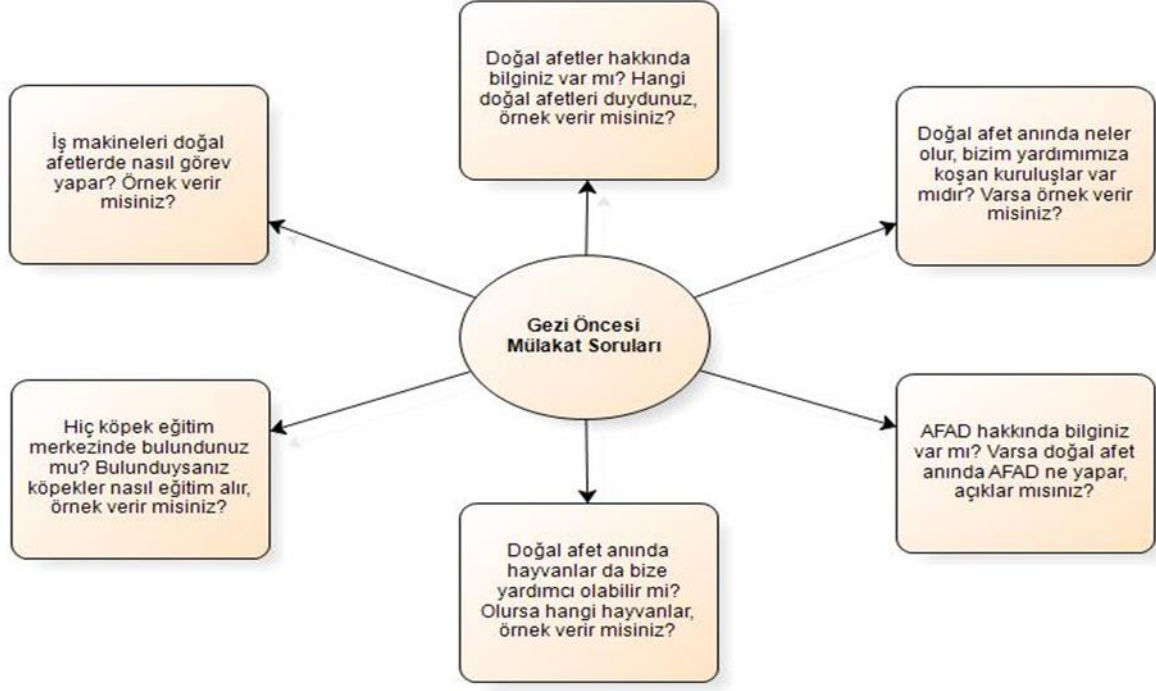 Doğal afetler hakkında
bilginiz var mı? Hangi
doğal afetleri duydunuz,
örnek verir misiniz?
İş makineleri doğal
afetlerde nasıl görev
yapar? Örnek verir
misiniz?
Doğal afet anında neler
olur, bizim yardımımıza
koşan kuruluşlar var
mıdır? Varsa örnek verir
misiniz?
Gezi Öncesi
Mülakat Soruları
Hiç köpek eğitim
merkezinde bulundunuz
mu? Bulunduysanız
köpekler nasıl eğitim alır,
örnek verir misiniz?
AFAD hakkında bilginiz
var mı? Varsa doğal afet
anında AFAD ne yapar,
açıklar mısınız?
Doğal afet anında
hayvanlar da bize
yardımcı olabilir mi?
Olursa hangi hayvanlar,
örnek verir misiniz?